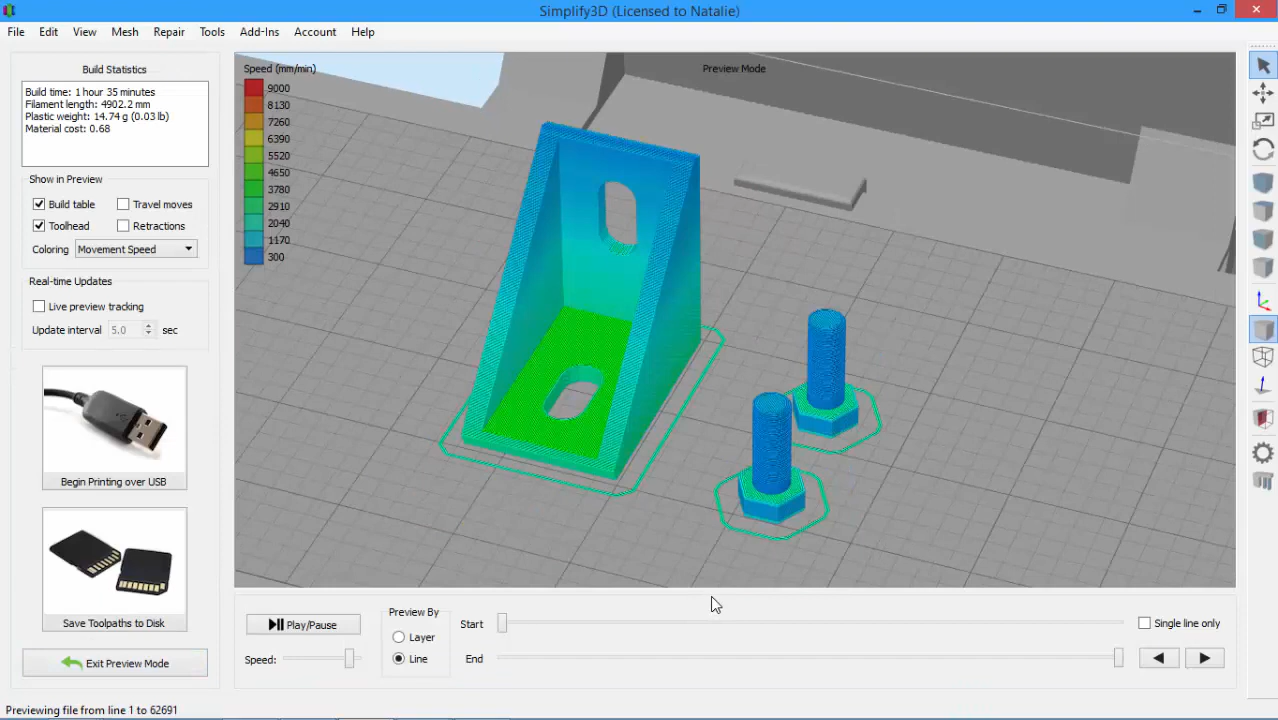 Simplify3D (Licensed to Natalie)
File Edit View Mesh Repair Tools Add-Ins Account Help
Build Statistics
Build time: 1 hour 35 minutes
Filament length: 4902.2 mm
Plastic weight: 14.74 g (0.03 lb)
Material cost: 0.68
Show in Preview
Build table Travel moves
Toolhead Retractions
Coloring Movement Speed
Real-time Updates
Live preview tracking
Update interval 5.0 sec
Begin Printing over USB
Save Toolpaths to Disk
Exit Preview Mode
Speed (mm/min)
9000
8130
7260
6390
5520
4650
3780
2910
2040
1170
300
Preview Mode
Play/Pause
Speed:
Preview By
Layer
Line
Start
End
Single line only
Previewing file from line 1 to 62691